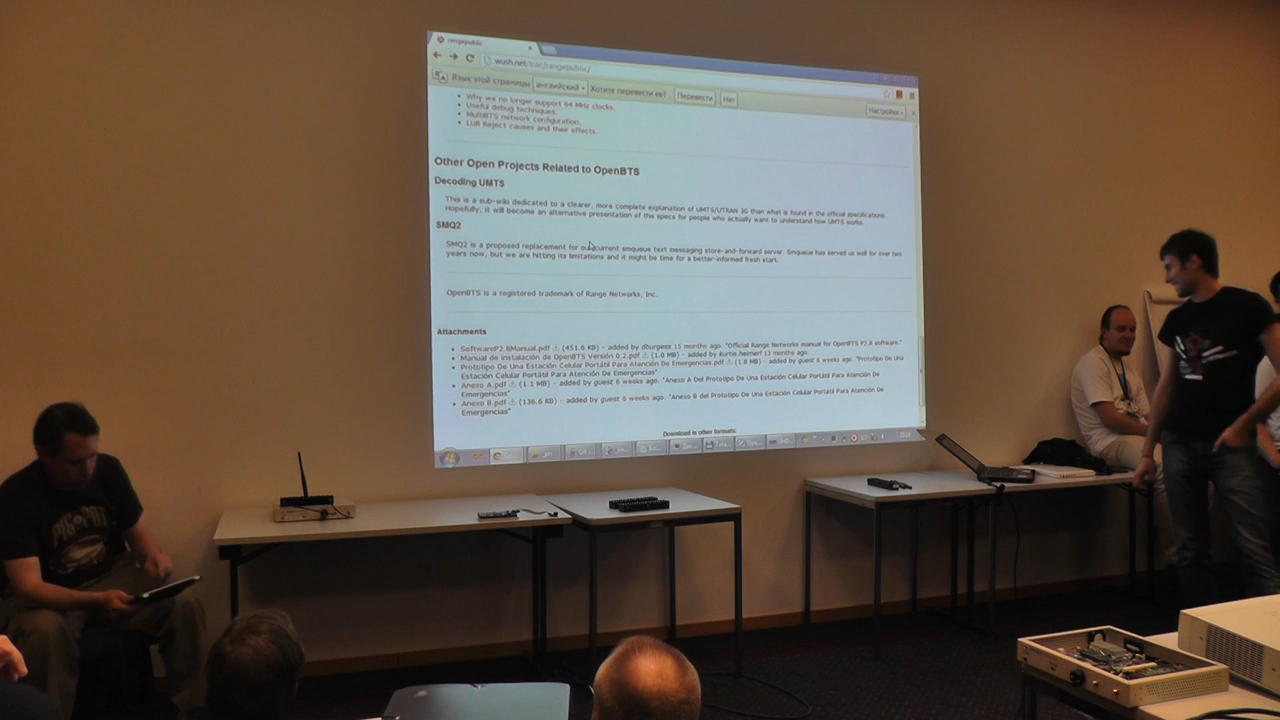 rangepublic
wush.net/trac/rangepublic/
Язык этой страницы английский Хотите перевести ее? Перевести Нет Настройки
Why we no longer support 64 MHz clocks.
Useful debug techniques.
MultiBTS network configuration.
LUR Reject causes and their effects.
Other Open Projects Related to OpenBTS
Decoding UMTS
This is a sub-wiki dedicated to a clearer, more complete explanation of UMTS/UTRAN 3G than what is found in the official specifications.
Hopefully, it will become an alternative presentation of the specs for people who actually want to understand how UMTS works.
SMQ2
SMQ2 is a proposed replacement for our current smqueue text messaging store-and-forward server. Smqueue has served us well for over two
years now, but we are hitting its limitations and it might be time for a better-informed fresh start.
OpenBTS is a registered trademark of Range Networks, Inc.
Attachments
SoftwareP2.8Manual.pdf (451.6 KB) - added by dburgess 15 months ago. "Official Range Networks manual for OpenBTS P2.8 software."
Manual de instalación de OpenBTS Versión 0.2.pdf (1.0 MB) - added by kurtis.heimerl 13 months ago.
Prototipo De Una Estación Celular Portátil Para Atención De Emergencias.pdf (1.8 MB) - added by guest 6 weeks ago. "Prototipo De Una
Estación Celular Portátil Para Atención De Emergencias"
Anexo A.pdf (1.1 MB) - added by guest 6 weeks ago. "Anexo A Del Prototipo De Una Estación Celular Portátil Para Atención De
Emergencias"
Anexo B.pdf (136.6 KB) - added by guest 6 weeks ago. "Anexo B del Prototipo De Una Estación Celular Portátil Para Atención De
Emergencias"
Download in other formats: